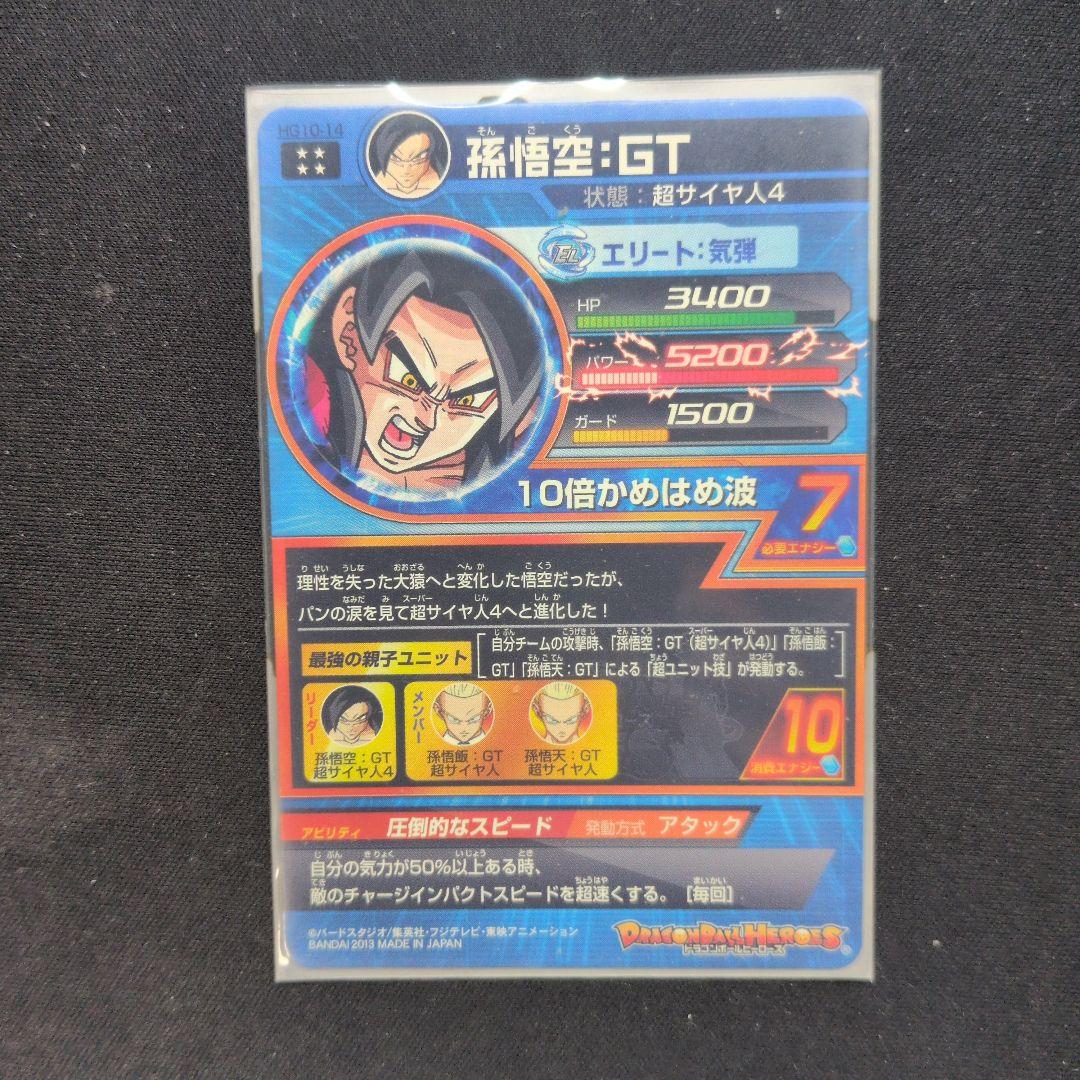 HG10-14
孫悟空:GT
そんごくう
状態:超サイヤ人4
EL エリート:気弾
HP 3400
パワー 5200
ガード 1500
10倍かめはめ波
7
必要エナジー
理性を失った大猿へと変化した悟空だったが、
パンの涙を見て超サイヤ人4へと進化した!
最強の親子ユニット
自分チームの攻撃時、「孫悟空:GT(超サイヤ人4)」「孫悟飯:
GT」「孫悟天:GT」による「超ユニット技」が発動する。
リーダー
孫悟空:GT
超サイヤ人4
メンバー
孫悟飯:GT
超サイヤ人
孫悟天:GT
超サイヤ人
10
消費エナジー
アビリティ 圧倒的なスピード 発動方式 アタック
自分の気力が50%以上ある時、
敵のチャージインパクトスピードを超速くする。[毎回]
©バードスタジオ/集英社・フジテレビ・東映アニメーション
BANDAI 2013 MADE IN JAPAN
DRAGONBALL HEROES
ドラゴンボールヒーローズ